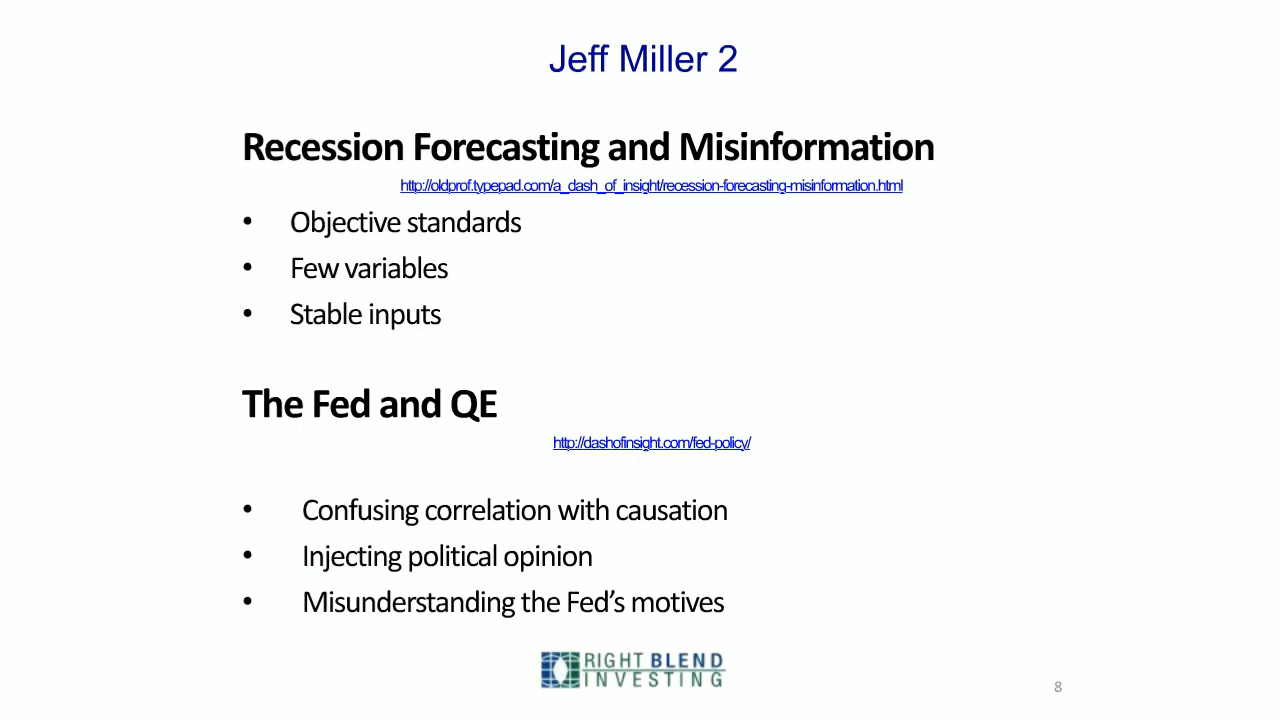 Jeff Miller 2
Recession Forecasting and Misinformation
http://oldprof.typepad.com/a_dash_of_insight/recession-forecasting-misinformation.html
• Objective standards
• Few variables
• Stable inputs
The Fed and QE
http://dashofinsight.com/fed-policy/
• Confusing correlation with causation
• Injecting political opinion
• Misunderstanding the Fed’s motives
RIGHT BLEND
INVESTING
8